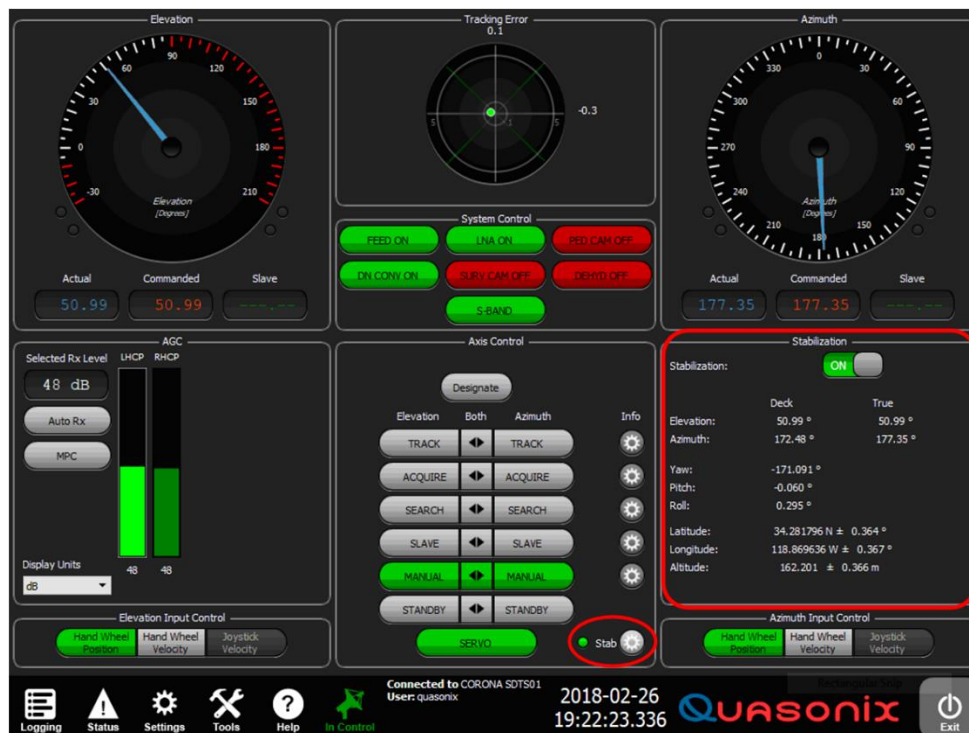 Elevation
-30
0
30
60
90
120
150
180
210
Elevation
[Degrees]
Actual Commanded Slave
50.99 50.99 ---.--
Tracking Error
0.1
-0.3
5 .1 5
System Control
FEED ON LNA ON PED CAM OFF
DN CONV ON SURV CAM OFF DEHYD OFF
S-BAND
Azimuth
0
30
60
90
120
150
180
210
240
270
300
330
Azimuth
[Degrees]
Actual Commanded Slave
177.35 177.35 ---.--
AGC
Selected Rx Level LHCP RHCP
48 dB
Auto Rx
MPC
Display Units
dB
48 48
Axis Control
Designate
Elevation Both Azimuth Info
TRACK TRACK
ACQUIRE ACQUIRE
SEARCH SEARCH
SLAVE SLAVE
MANUAL MANUAL
STANDBY STANDBY
SERVO Stab
Stabilization
Stabilization: ON
Deck True
Elevation: 50.99 ° 50.99 °
Azimuth: 172.48 ° 177.35 °
Yaw: -171.091 °
Pitch: -0.060 °
Roll: 0.295 °
Latitude: 34.281796 N ± 0.364 °
Longitude: 118.869636 W ± 0.367 °
Altitude: 162.201 ± 0.366 m
Elevation Input Control
Hand Wheel Position Hand Wheel Velocity Joystick Velocity
Azimuth Input Control
Hand Wheel Position Hand Wheel Velocity Joystick Velocity
Rectangular Snip
Logging Status Settings Tools Help In Control
Connected to CORONA SDTS01
User: quasonix
2018-02-26
19:22:23.336
Quasonix
Exit